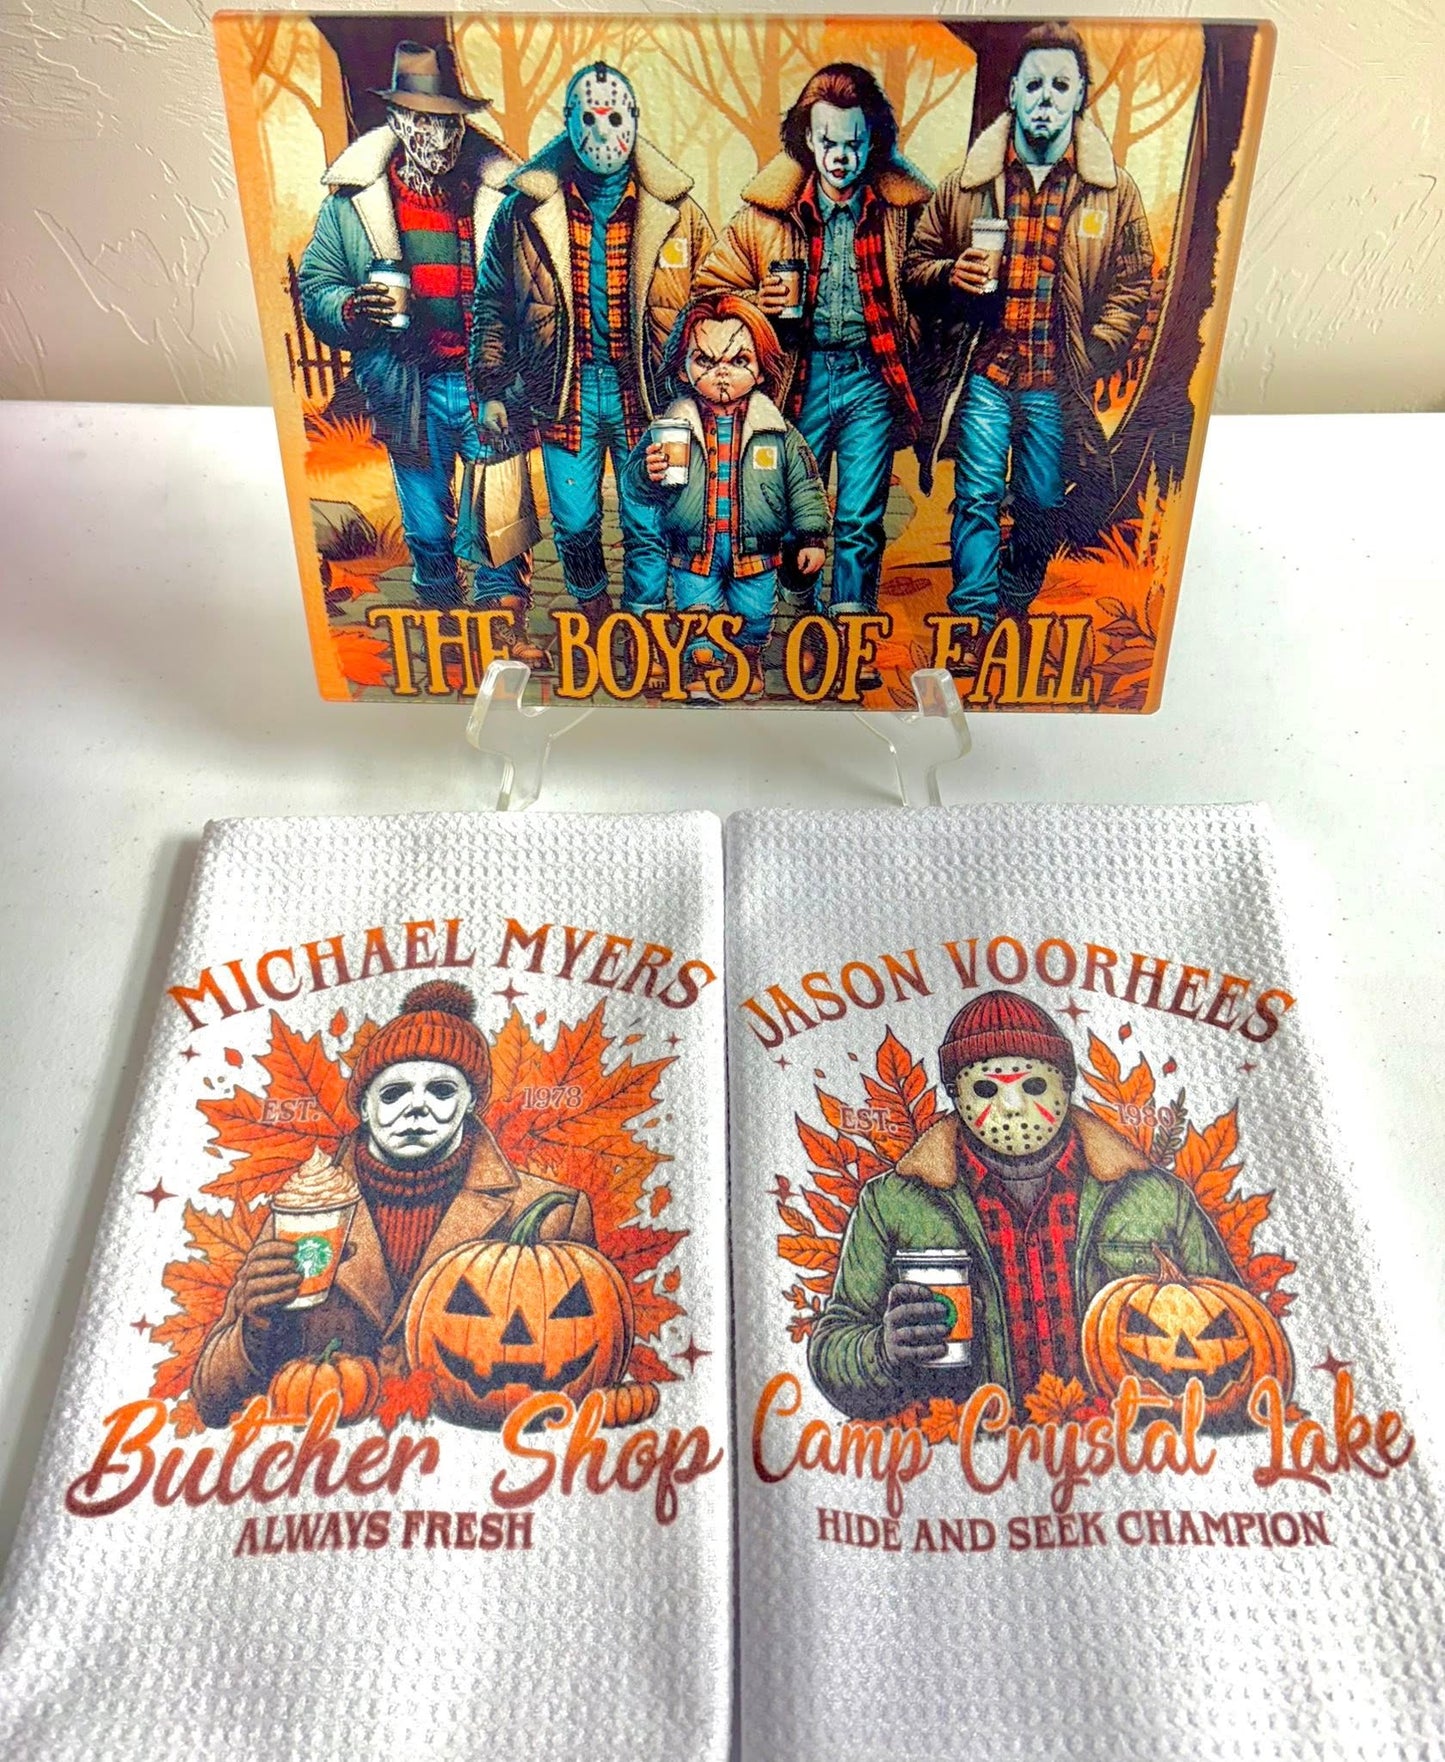 THE BOY'S OF FALL
MICHAEL MYERS
EST. 1978
Butcher Shop
ALWAYS FRESH
JASON VOORHEES
EST. 1980
Camp Crystal Lake
HIDE AND SEEK CHAMPION